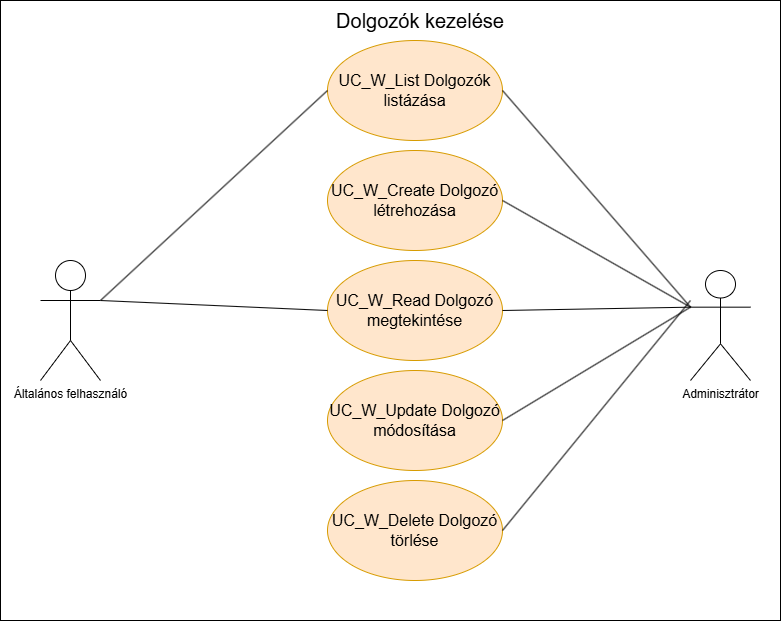 Dolgozók kezelése
UC_W_List Dolgozók
listázása
UC_W_Create Dolgozó
létrehozása
UC_W_Read Dolgozó
megtekintése
UC_W_Update Dolgozó
módosítása
UC_W_Delete Dolgozó
törlése
Általános felhasználó
Adminisztrátor